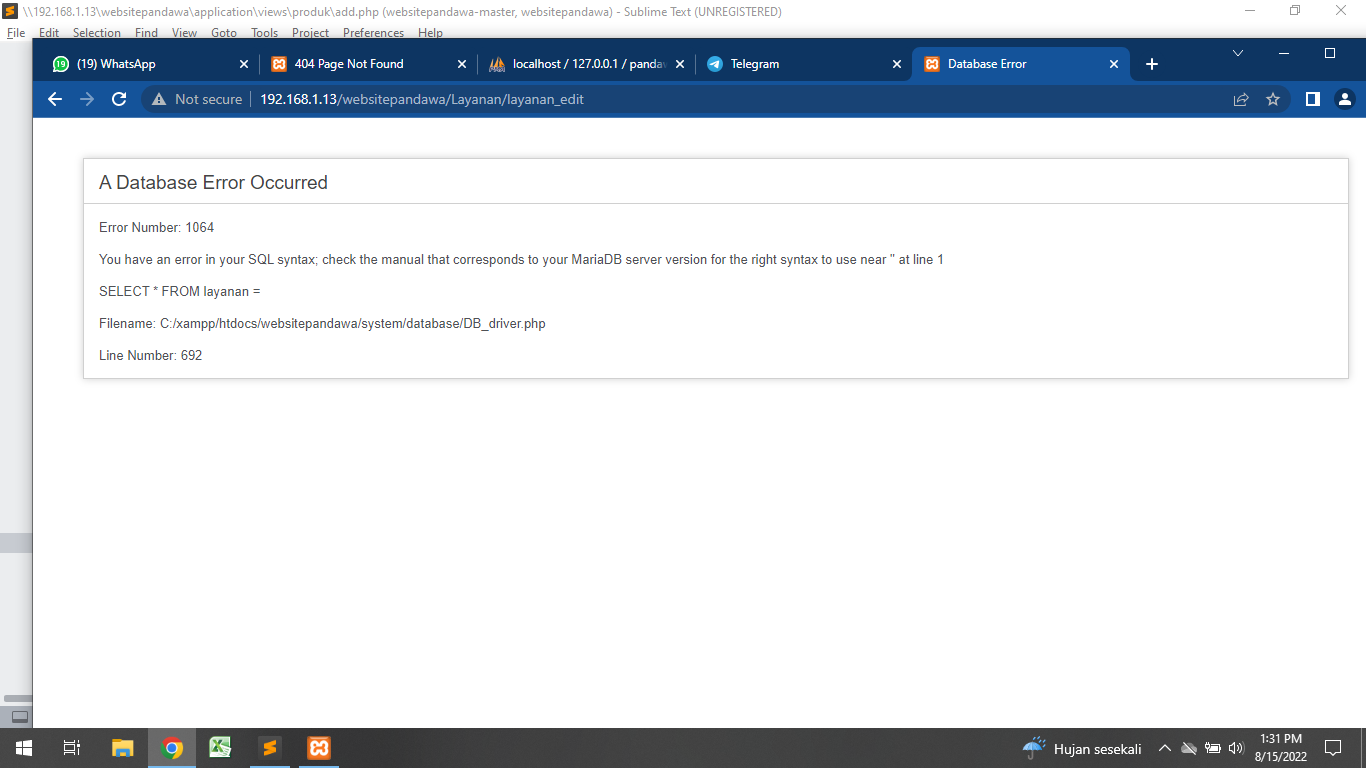 \\192.168.1.13\websitepandawa\application\views\produk\add.php (websitepandawa-master, websitepandawa) - Sublime Text (UNREGISTERED)
File Edit Selection Find View Goto Tools Project Preferences Help
(19) WhatsApp
404 Page Not Found
localhost / 127.0.0.1 / pandaw
Telegram
Database Error
Not secure
192.168.1.13/websitepandawa/Layanan/layanan_edit
A Database Error Occurred
Error Number: 1064
You have an error in your SQL syntax; check the manual that corresponds to your MariaDB server version for the right syntax to use near '' at line 1
SELECT * FROM layanan =
Filename: C:/xampp/htdocs/websitepandawa/system/database/DB_driver.php
Line Number: 692
Hujan sesekali
1:31 PM
8/15/2022